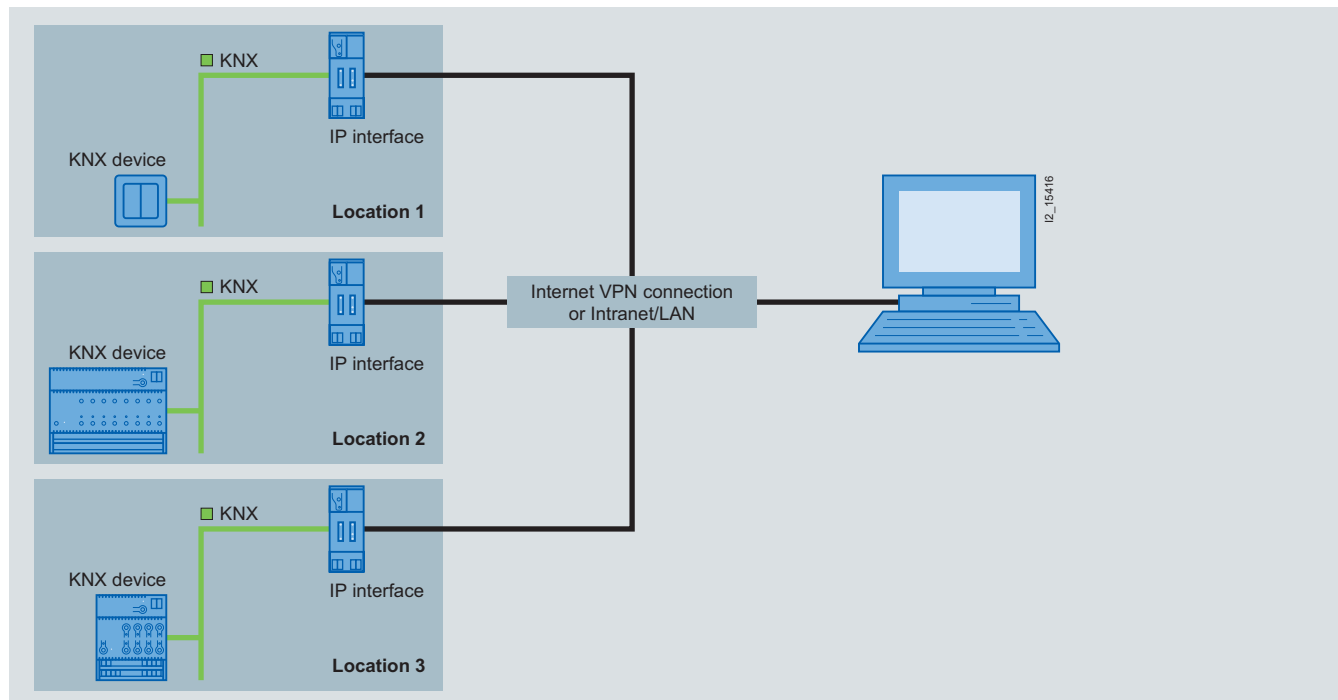 KNX
IP interface
KNX device
Location 1
KNX
IP interface
KNX device
Location 2
KNX
IP interface
KNX device
Location 3
Internet VPN connection
or Intranet/LAN
I2_15416